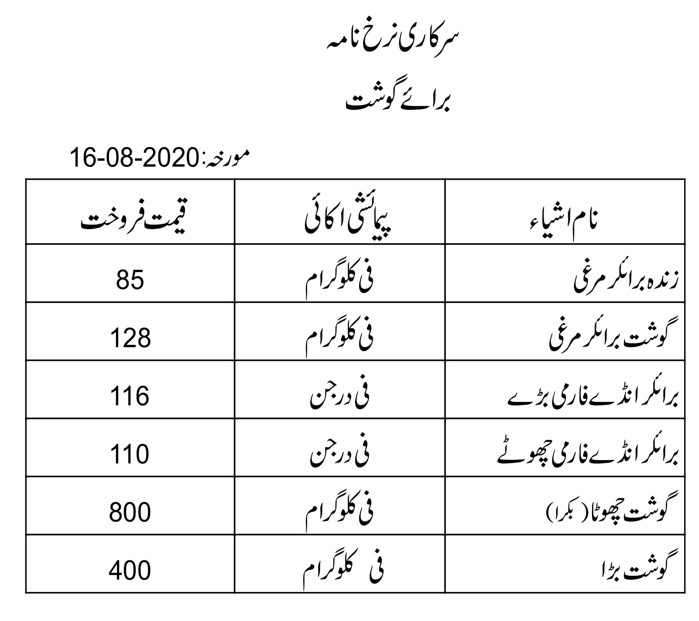 سرکاری نرخ نامہ
برائے گوشت
مورخہ:16-08-2020
نام اشیاء پیمائشی اکائی قیمت فروخت
زندہ برائلر مرغی فی کلوگرام 85
گوشت برائلر مرغی فی کلوگرام 128
برائلر انڈے فارمی بڑے فی درجن 116
برائلر انڈے فارمی چھوٹے فی درجن 110
گوشت چھوٹا (بکرا) فی کلوگرام 800
گوشت بڑا فی کلوگرام 400